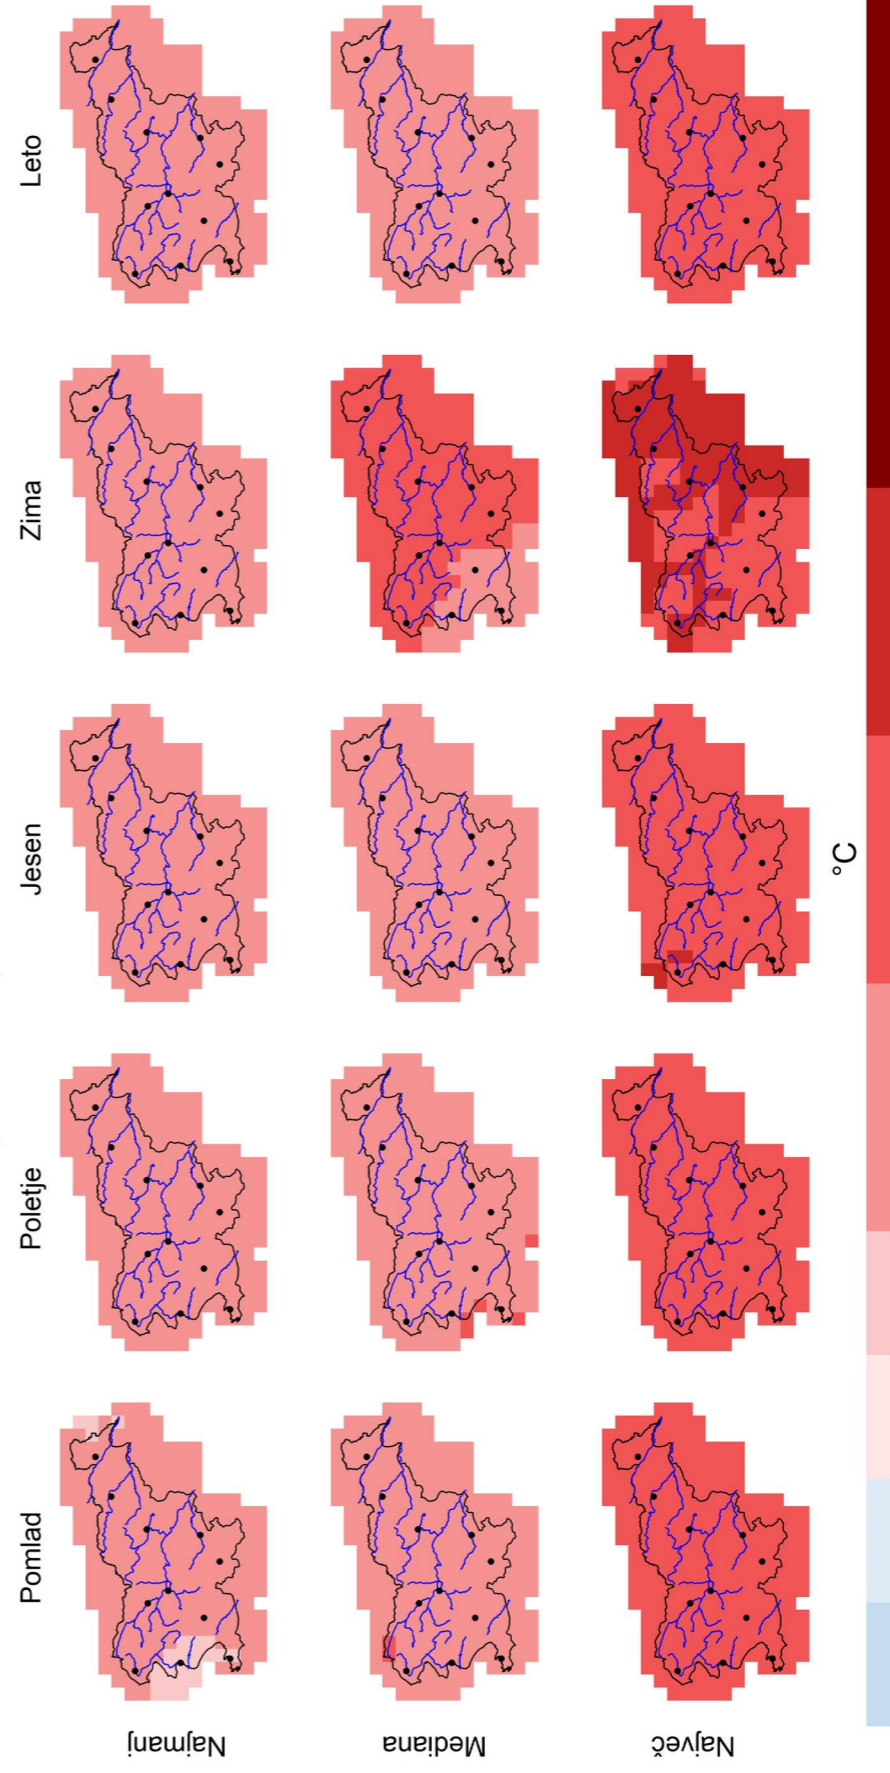 Pomlad
Poletje
Jesen
Zima
Leto
Najmanj
Mediana
Največ
°C